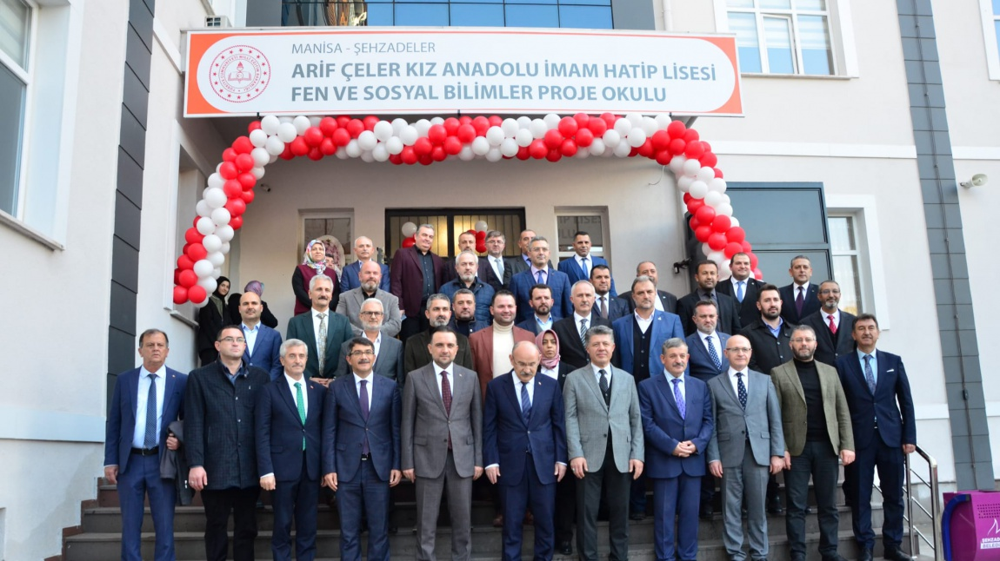 MANİSA - ŞEHZADELER
ARİF ÇELER KIZ ANADOLU İMAM HATİP LİSESİ
FEN VE SOSYAL BİLİMLER PROJE OKULU